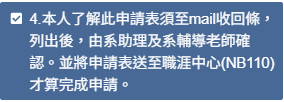 4.本人了解此申請表須至mail收回條，
列出後，由系助理及系輔導老師確
認。並將申請表送至職涯中心(NB110)
才算完成申請。